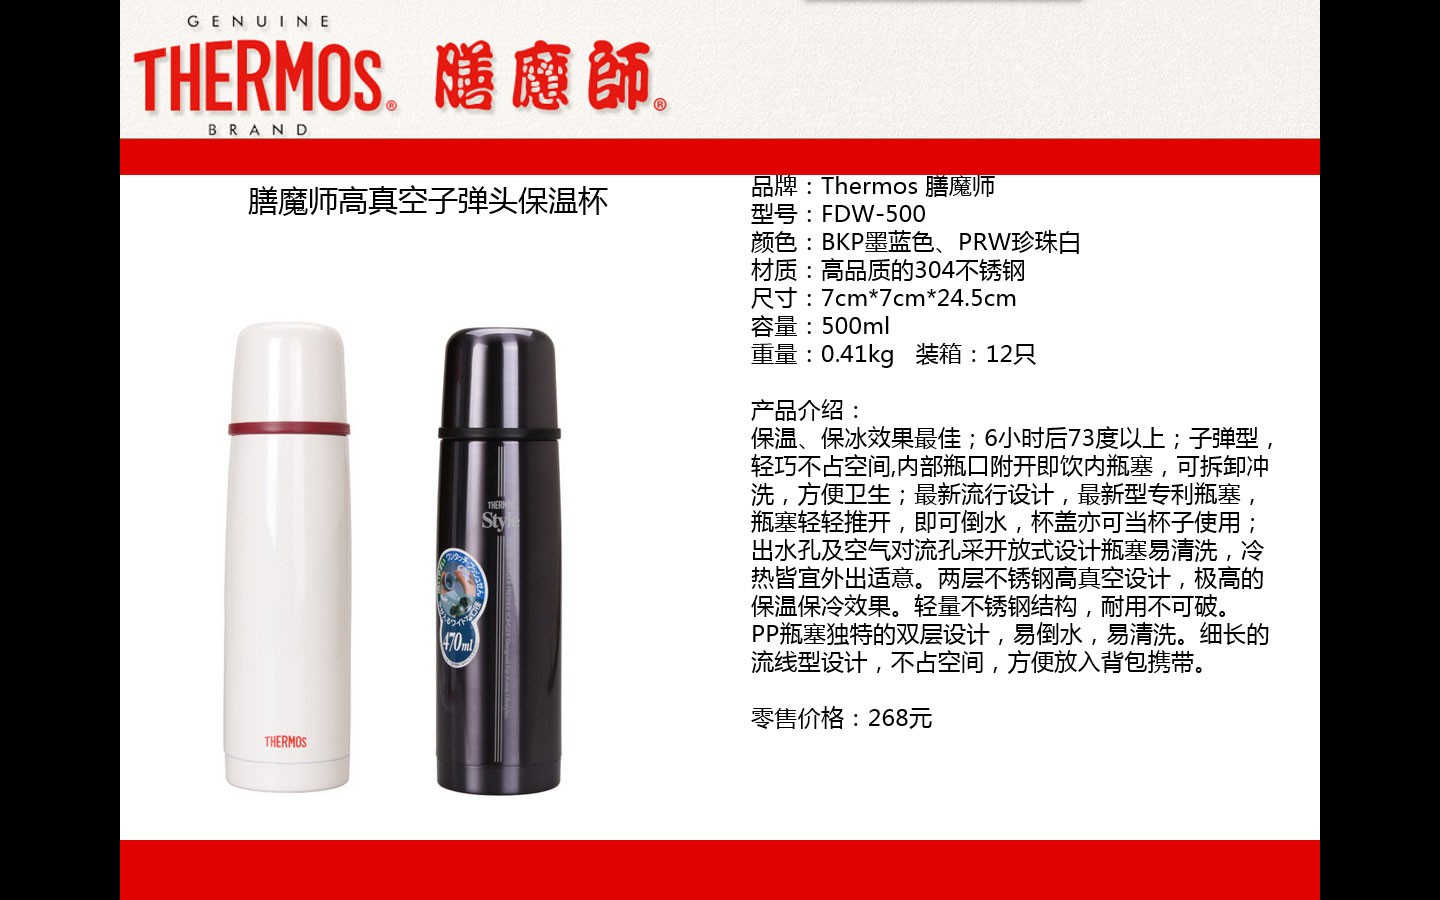 GENUINE
THERMOS® 膳魔師®
BRAND
膳魔师高真空子弹头保温杯
品牌：Thermos 膳魔师
型号：FDW-500
颜色：BKP墨蓝色、PRW珍珠白
材质：高品质的304不锈钢
尺寸：7cm*7cm*24.5cm
容量：500ml
重量：0.41kg 装箱：12只
产品介绍：
保温、保冰效果最佳；6小时后73度以上；子弹型，
轻巧不占空间,内部瓶口附开即饮内瓶塞，可拆卸冲
洗，方便卫生；最新流行设计，最新型专利瓶塞，
瓶塞轻轻推开，即可倒水，杯盖亦可当杯子使用；
出水孔及空气对流孔采开放式设计瓶塞易清洗，冷
热皆宜外出适意。两层不锈钢高真空设计，极高的
保温保冷效果。轻量不锈钢结构，耐用不可破。
PP瓶塞独特的双层设计，易倒水，易清洗。细长的
流线型设计，不占空间，方便放入背包携带。
零售价格：268元
THERMOS
THERMOS
Style
470ml